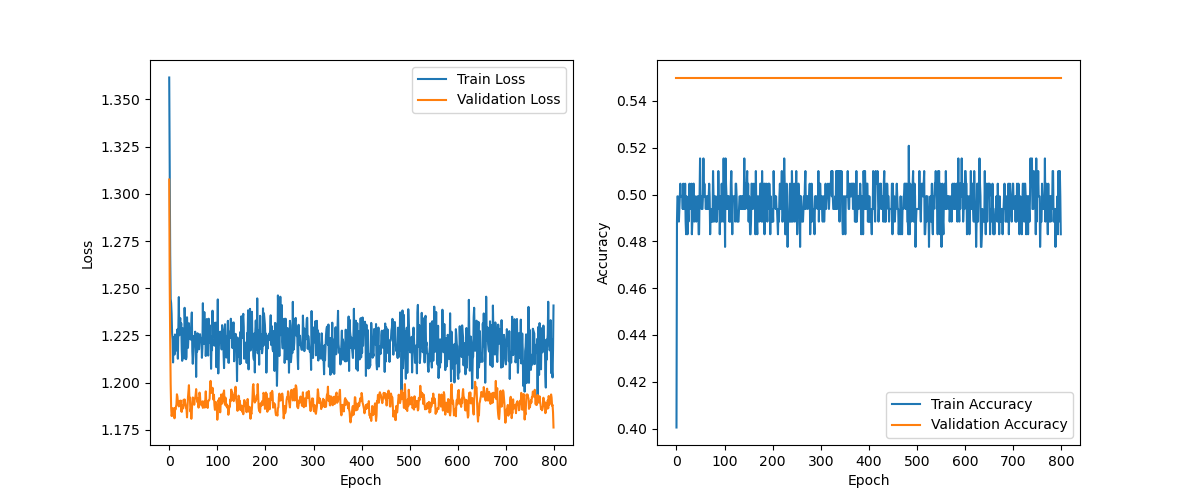 Train Loss
Validation Loss
1.350
1.325
1.300
1.275
1.250
1.225
1.200
1.175
Loss
0 100 200 300 400 500 600 700 800
Epoch
0.54
0.52
0.50
0.48
0.46
0.44
0.42
0.40
Accuracy
Train Accuracy
Validation Accuracy
0 100 200 300 400 500 600 700 800
Epoch